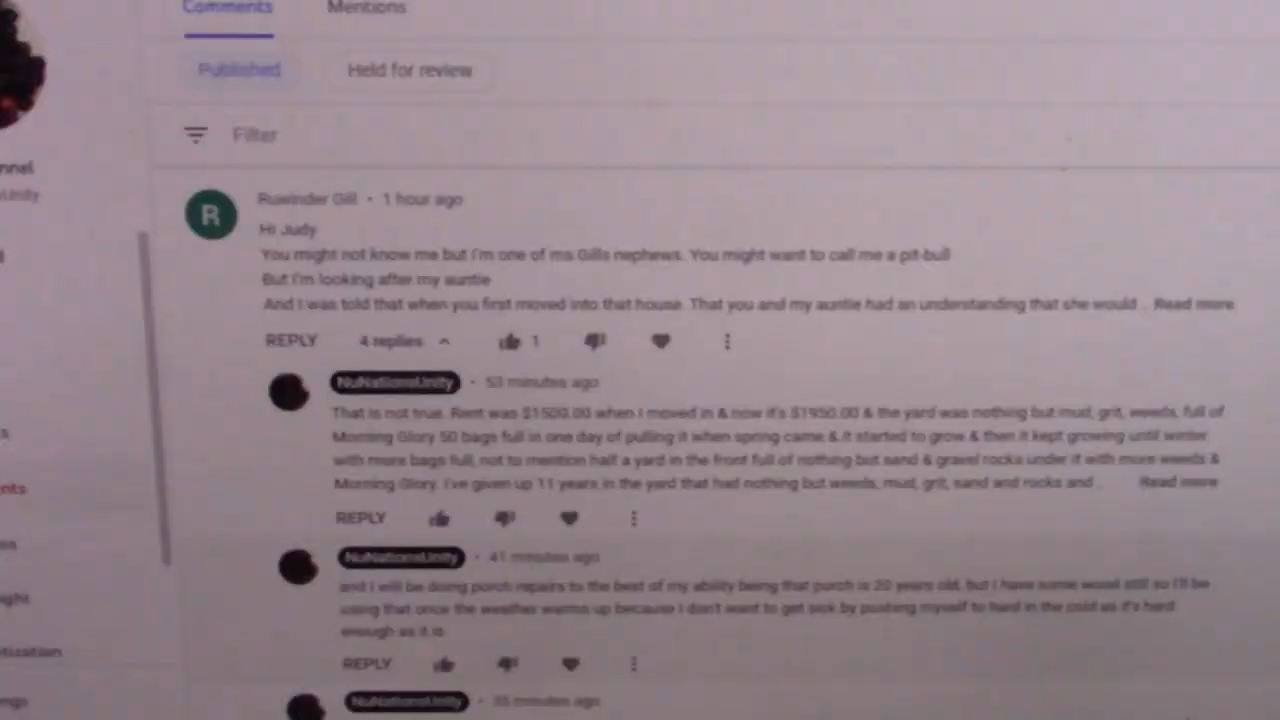 Comments Mentions
Published Held for review
Filter
nnel
R Ruwinder Gill • 1 hour ago
Hi Judy
You might not know me but I'm one of ms Gills nephews. You might want to call me a pit-bull
But I'm looking after my auntie
And I was told that when you first moved into that house. That you and my auntie had an understanding that she would... Read more
REPLY 4 replies 1
NuNationsUnity • 53 minutes ago
That is not true. Rent was $1500.00 when I moved in & now it's $1950.00 & the yard was nothing but mud, grit, weeds, full of
Morning Glory 50 bags full in one day of pulling it when spring came & it started to grow & then it kept growing until winter
with more bags full, not to mention half a yard in the front full of nothing but sand & gravel rocks under it with more weeds &
Morning Glory. I've given up 11 years in the yard that had nothing but weeds, mud, grit, sand and rocks and... Read more
REPLY
nts
NuNationsUnity • 41 minutes ago
and I will be doing porch repairs to the best of my ability being that porch is 20 years old, but I have some wood still so I'll be
using that once the weather warms up because I don't want to get sick by pushing myself to hard in the cold as it's hard
enough as it is
REPLY
NuNationsUnity • 35 minutes ago